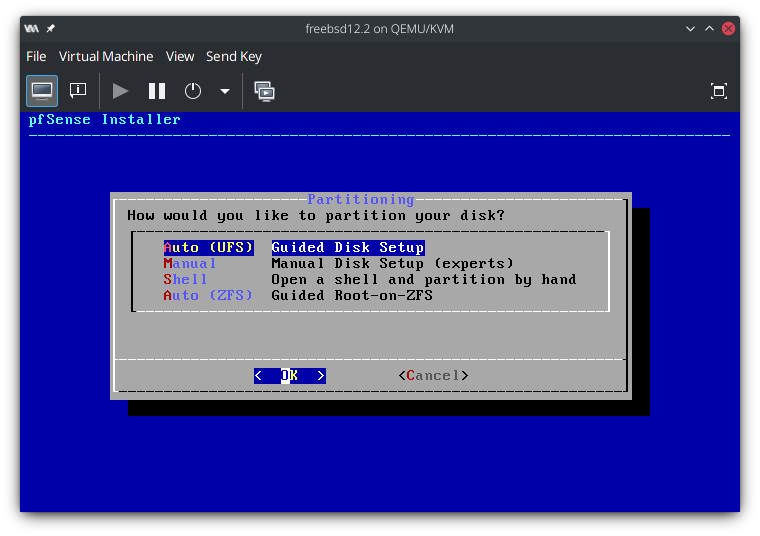 freebsd12.2 on QEMU/KVM
File Virtual Machine View Send Key
pfSense Installer
Partitioning
How would you like to partition your disk?
Auto (UFS) Guided Disk Setup
Manual Manual Disk Setup (experts)
Shell Open a shell and partition by hand
Auto (ZFS) Guided Root-on-ZFS
< OK > <Cancel>